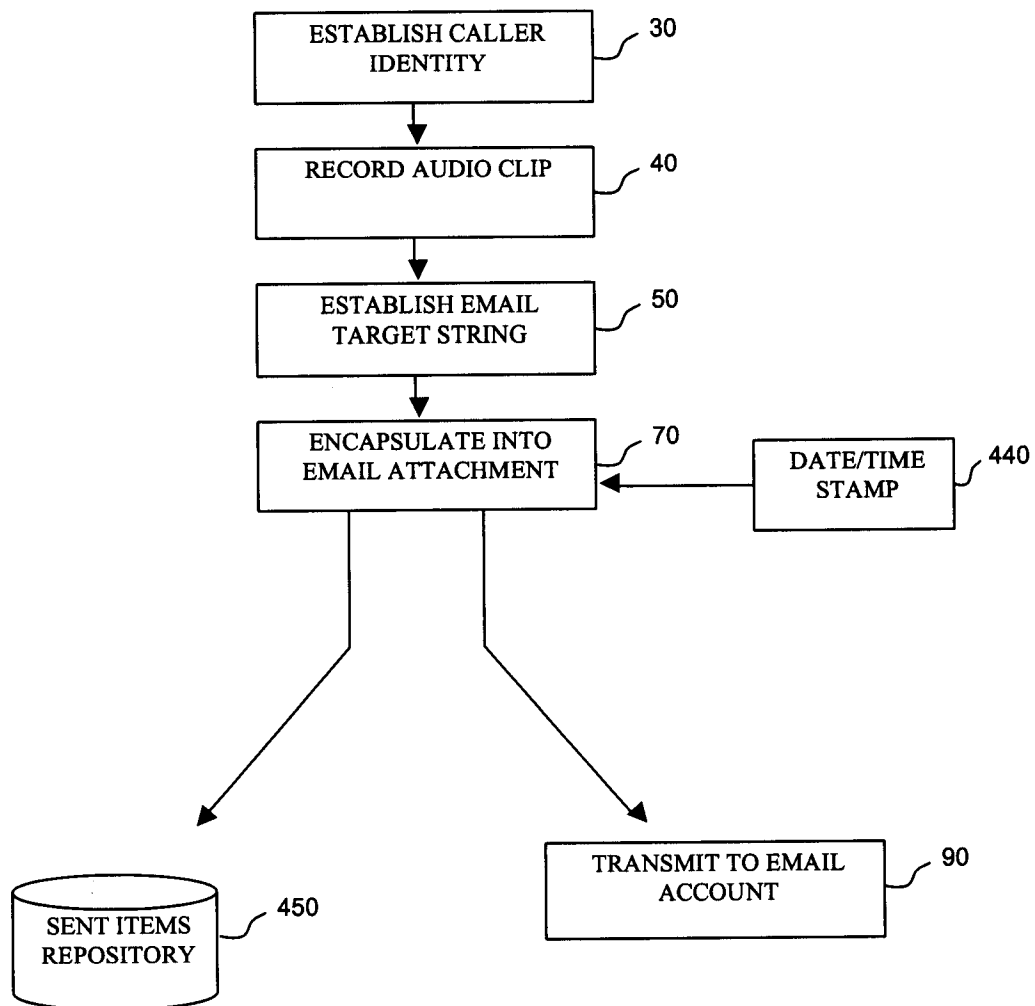 ESTABLISH CALLER
IDENTITY
30
RECORD AUDIO CLIP
40
ESTABLISH EMAIL
TARGET STRING
50
ENCAPSULATE INTO
EMAIL ATTACHMENT
70
DATE/TIME
STAMP
440
TRANSMIT TO EMAIL
ACCOUNT
90
SENT ITEMS
REPOSITORY
450